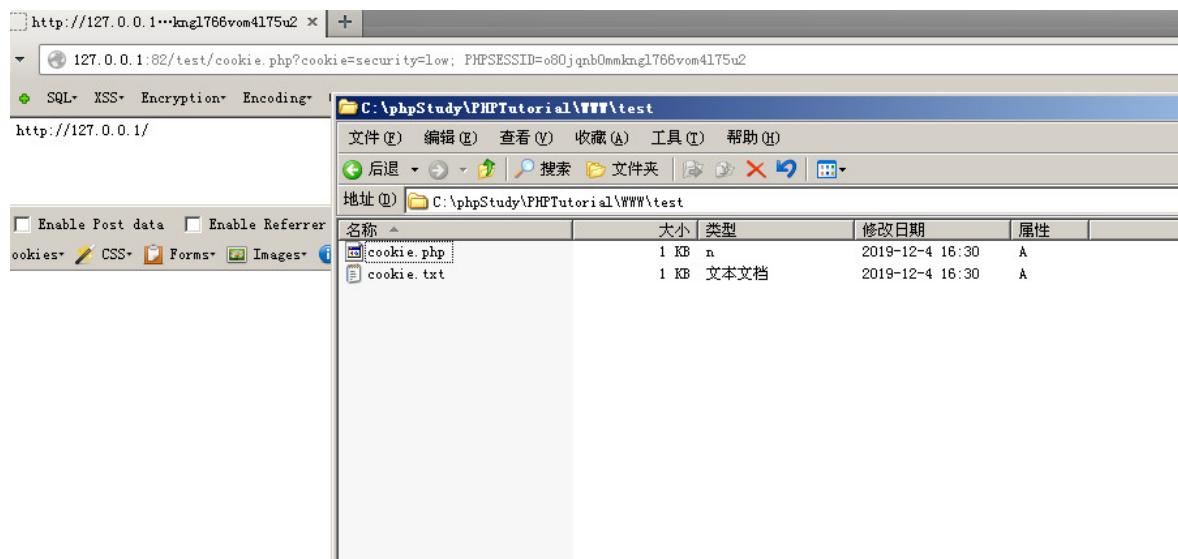 http://127.0.0.1···kngl766vom4l75u2 × +
127.0.0.1:82/test/cookie.php?cookie=security=low; PHPSESSID=o80jqnb0mmkngl766vom4l75u2
SQL▾ XSS▾ Encryption▾ Encoding▾
http://127.0.0.1/
Enable Post data Enable Referrer
ookies▾ CSS▾ Forms▾ Images▾
C:\phpStudy\PHPTutorial\WWW\test
文件(F) 编辑(E) 查看(V) 收藏(A) 工具(T) 帮助(H)
后退 搜索 文件夹
地址(D) C:\phpStudy\PHPTutorial\WWW\test
名称 大小 类型 修改日期 属性
cookie.php 1 KB n 2019-12-4 16:30 A
cookie.txt 1 KB 文本文档 2019-12-4 16:30 A